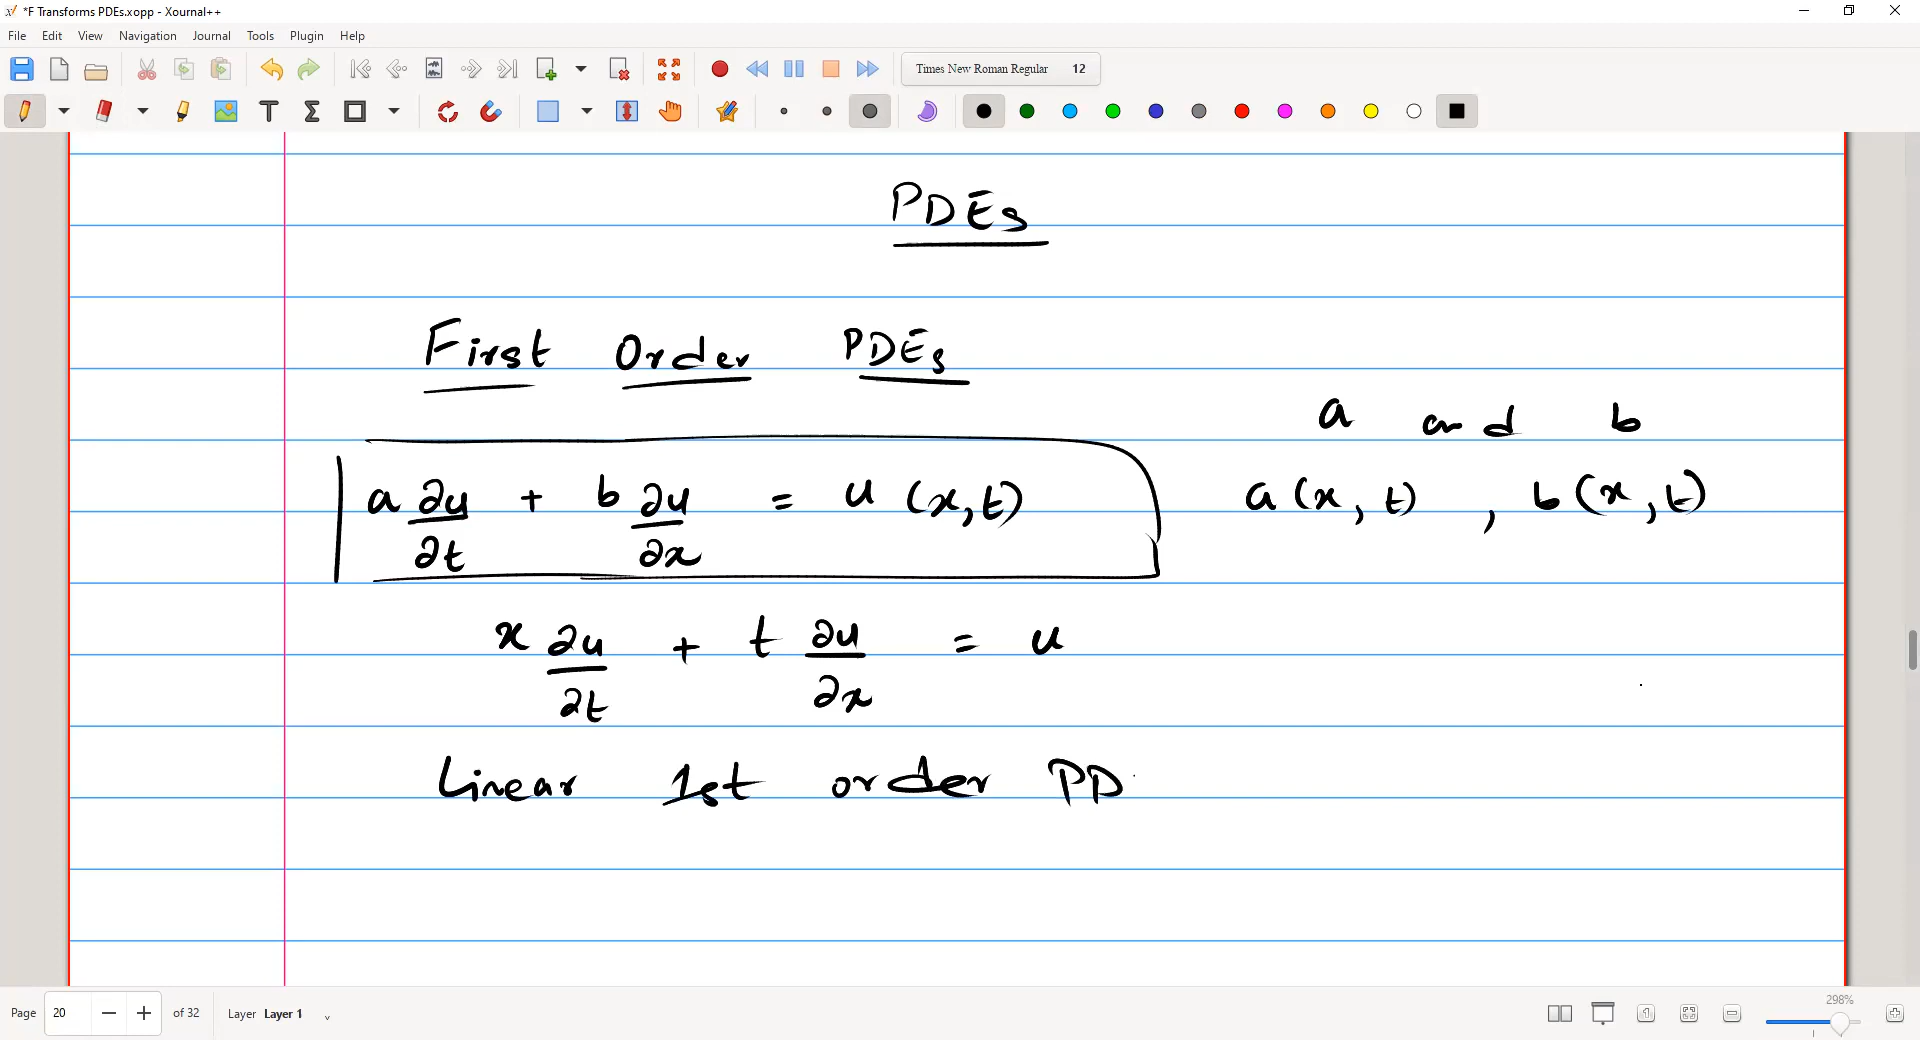 *F Transforms PDEs.xopp - Xournal++
File Edit View Navigation Journal Tools Plugin Help
Times New Roman Regular 12
PDEs
First Order PDEs
a and b
a ∂u/∂t + b ∂u/∂x = u (x,t) a (x, t) , b (x, t)
x ∂u/∂t + t ∂u/∂x = u
Linear 1st order PD
298%
Page 20 of 32 Layer Layer 1